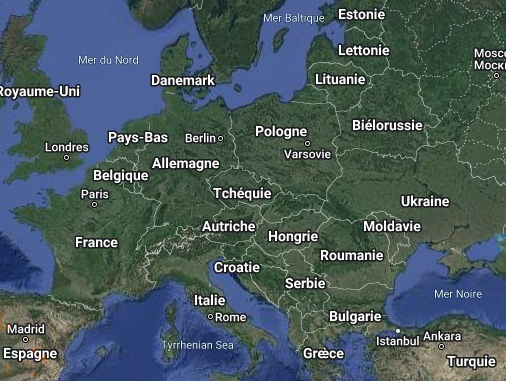 Estonie
Mer Baltique
Lettonie
Mer du Nord
Mosc
Моск
Danemark
Lituanie
Royaume-Uni
Pays-Bas
Berlin
Pologne
Biélorussie
Londres
Varsovie
Allemagne
Belgique
Paris
Tchéquie
Ukraine
Autriche
Moldavie
France
Hongrie
Roumanie
Croatie
Serbie
Mer Noire
Italie
Rome
Bulgarie
Madrid
Istanbul
Ankara
Tyrrhenian Sea
Espagne
Grèce
Turquie